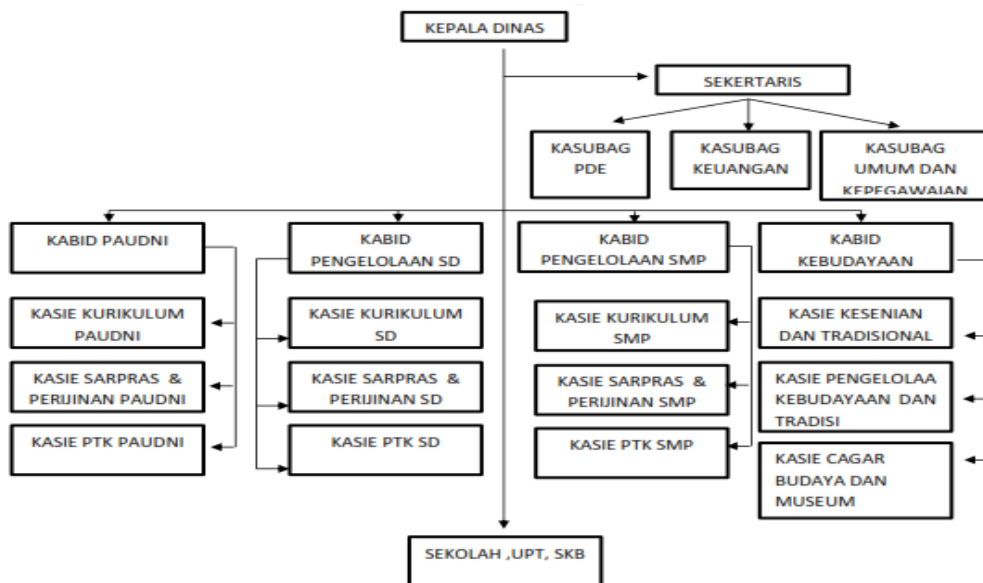 KEPALA DINAS
SEKERTARIS
KASUBAG
PDE
KASUBAG
KEUANGAN
KASUBAG
UMUM DAN
KEPEGAWAIAN
KABID PAUDNI
KABID
PENGELOLAAN SD
KABID
PENGELOLAAN SMP
KABID
KEBUDAYAAN
KASIE KURIKULUM
PAUDNI
KASIE KURIKULUM
SD
KASIE KURIKULUM
SMP
KASIE KESENIAN
DAN TRADISIONAL
KASIE SARPRAS &
PERIJINAN PAUDNI
KASIE SARPRAS &
PERIJINAN SD
KASIE SARPRAS &
PERIJINAN SMP
KASIE PENGELOLAA
KEBUDAYAAN DAN
TRADISI
KASIE PTK PAUDNI
KASIE PTK SD
KASIE PTK SMP
KASIE CAGAR
BUDAYA DAN
MUSEUM
SEKOLAH ,UPT, SKB